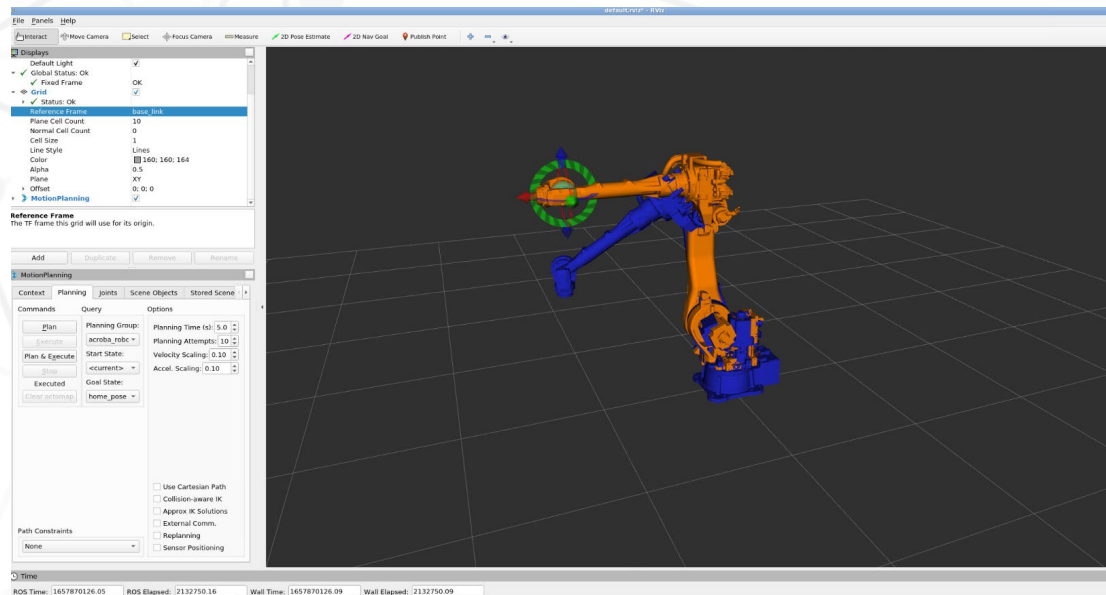 default.rviz* - RViz
File Panels Help
Interact Move Camera Select Focus Camera Measure 2D Pose Estimate 2D Nav Goal Publish Point
Displays
Default Light
Global Status: Ok
Fixed Frame OK
Grid
Status: Ok
Reference Frame base_link
Plane Cell Count 10
Normal Cell Count 0
Cell Size 1
Line Style Lines
Color 160; 160; 164
Alpha 0.5
Plane XY
Offset 0; 0; 0
MotionPlanning
Reference Frame
The TF frame this grid will use for its origin.
Add Duplicate Remove Rename
MotionPlanning
Context Planning Joints Scene Objects Stored Scene
Commands Query Options
Plan Planning Group: Planning Time (s): 5.0
Execute acroba_robc Planning Attempts: 10
Plan & Execute Start State: Velocity Scaling: 0.10
Stop <current> Accel. Scaling: 0.10
Executed Goal State:
Clear octomap home_pose
Use Cartesian Path
Collision-aware IK
Approx IK Solutions
External Comm.
Path Constraints Replanning
None Sensor Positioning
Time
ROS Time: 1657870126.05 ROS Elapsed: 2132750.16 Wall Time: 1657870126.09 Wall Elapsed: 2132750.09